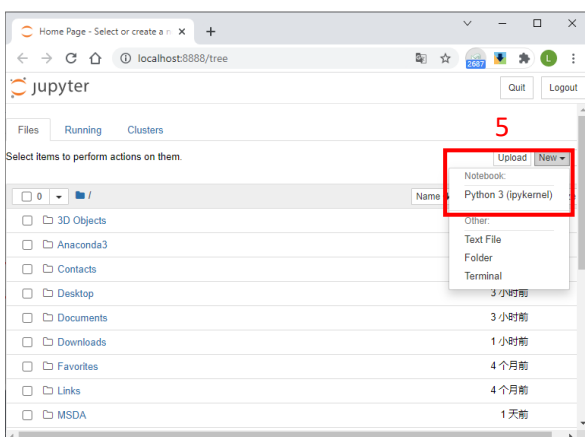 Home Page - Select or create a n
localhost:8888/tree
2687
L
jupyter
Quit
Logout
Files
Running
Clusters
5
Select items to perform actions on them.
Upload
New
Notebook:
0
/
Name
Python 3 (ipykernel)
Other:
Text File
Folder
Terminal
3D Objects
Anaconda3
Contacts
Desktop
3 小时前
Documents
3 小时前
Downloads
1 小时前
Favorites
4 个月前
Links
4 个月前
MSDA
1 天前